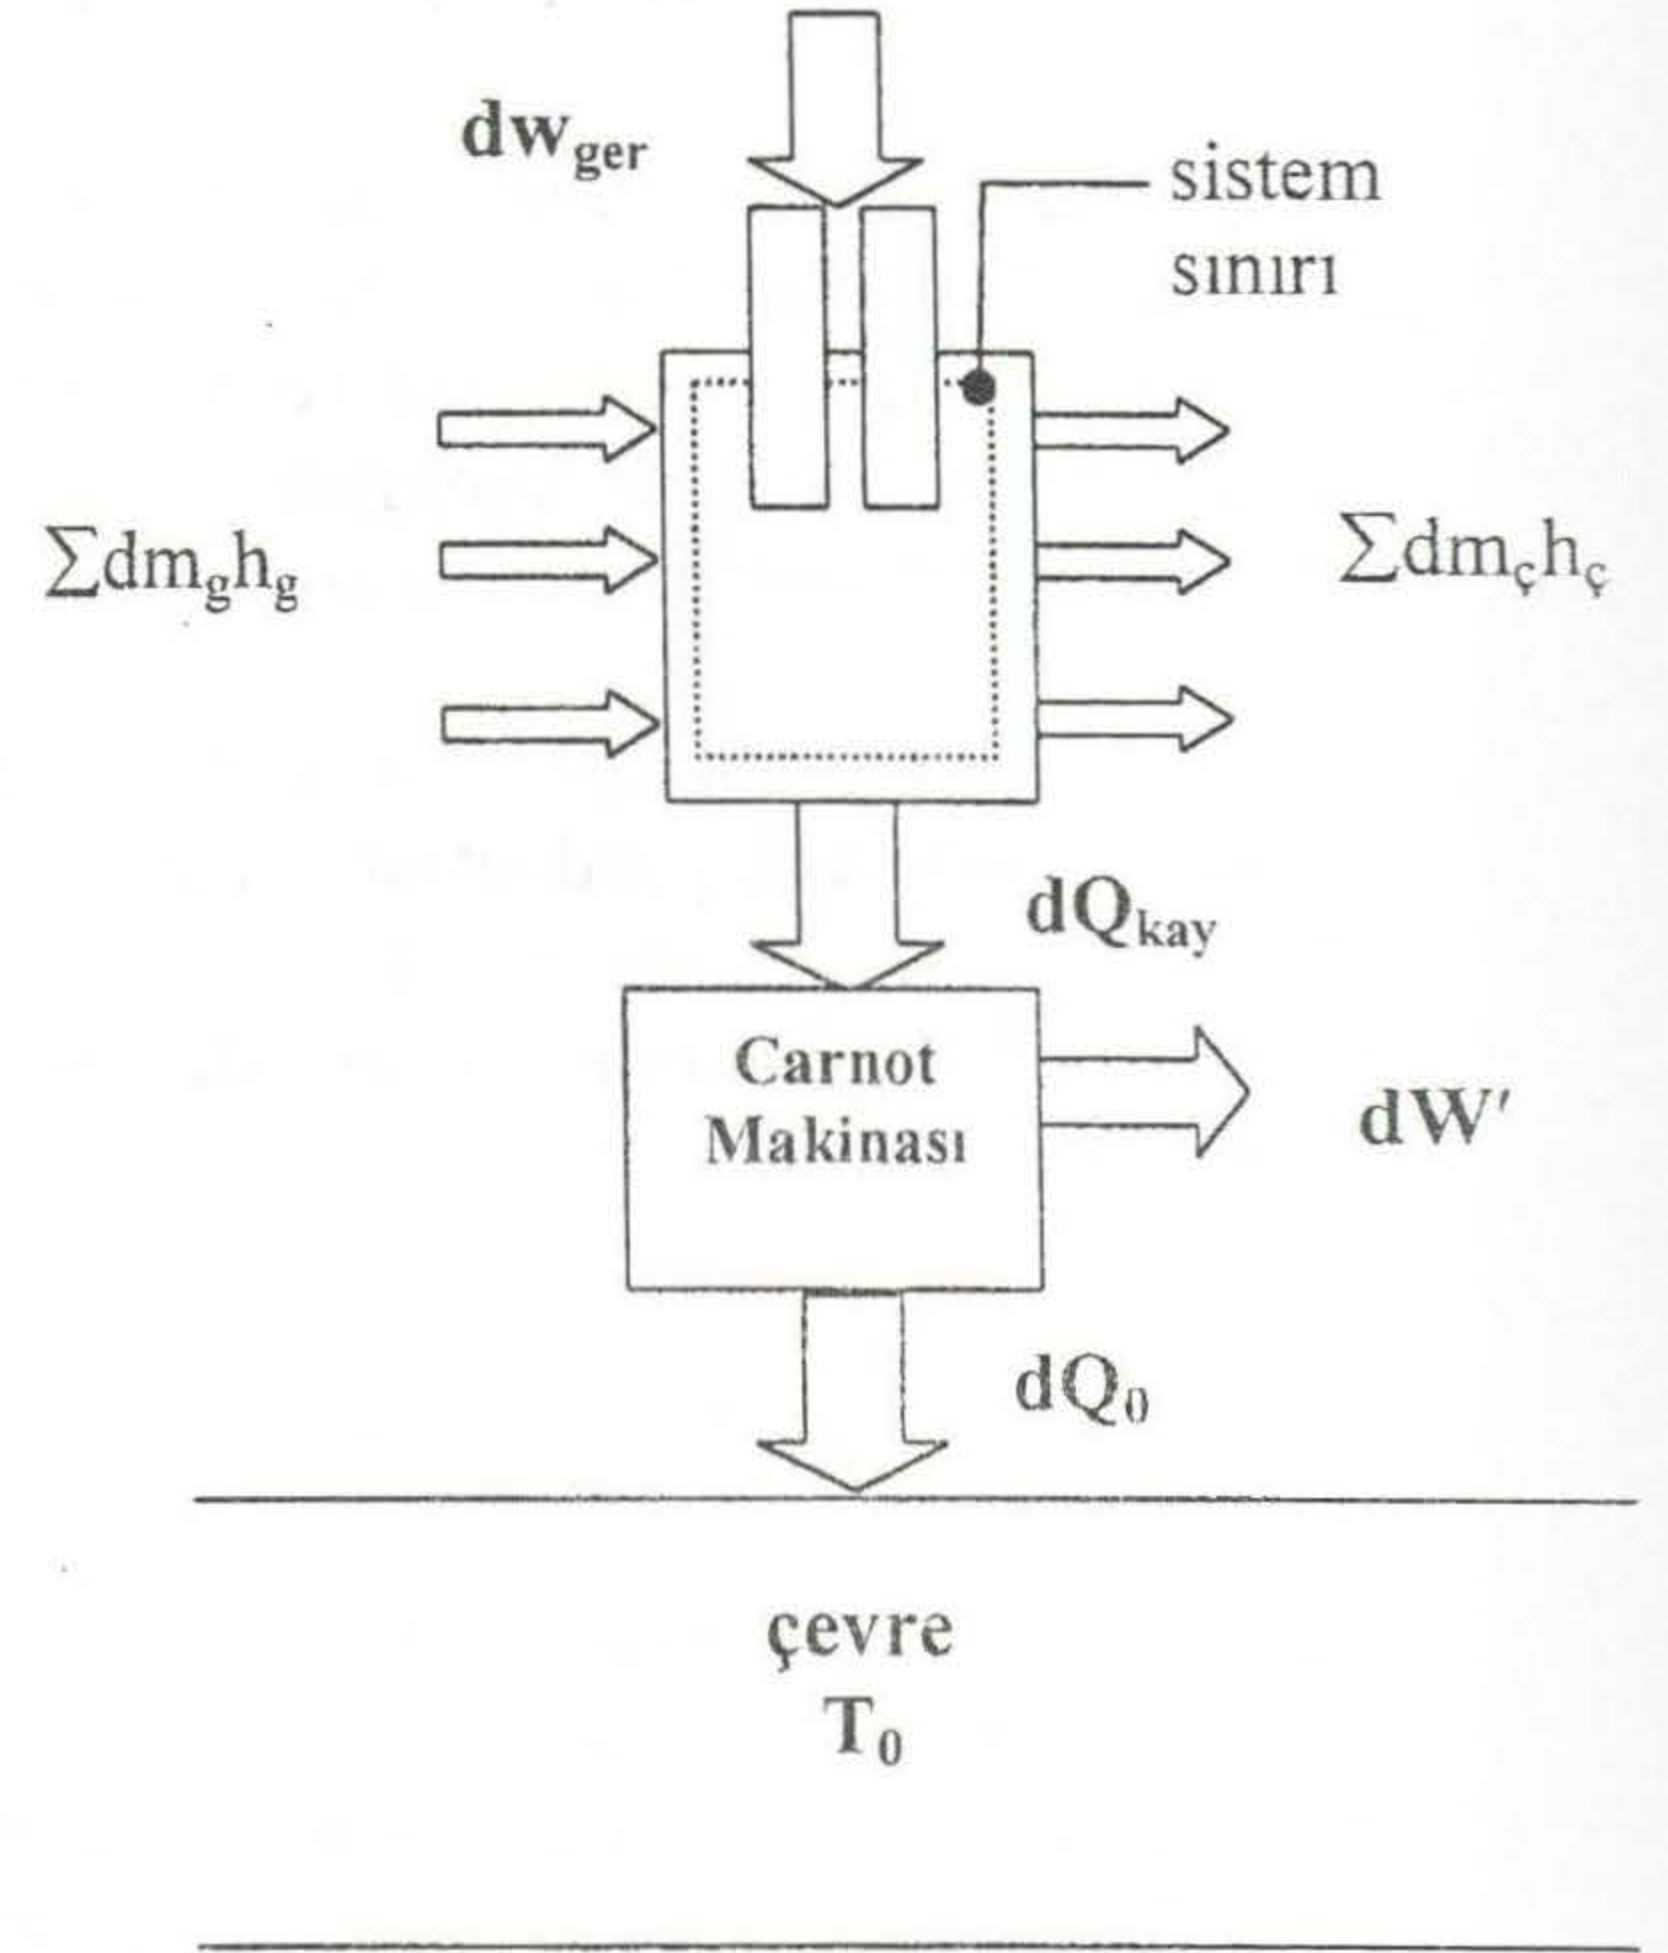 dw_ger
sistem
sınırı
∑dm_gh_g
∑dm_çh_ç
dQ_kay
Carnot
Makinası
dW′
dQ_0
çevre
T_0